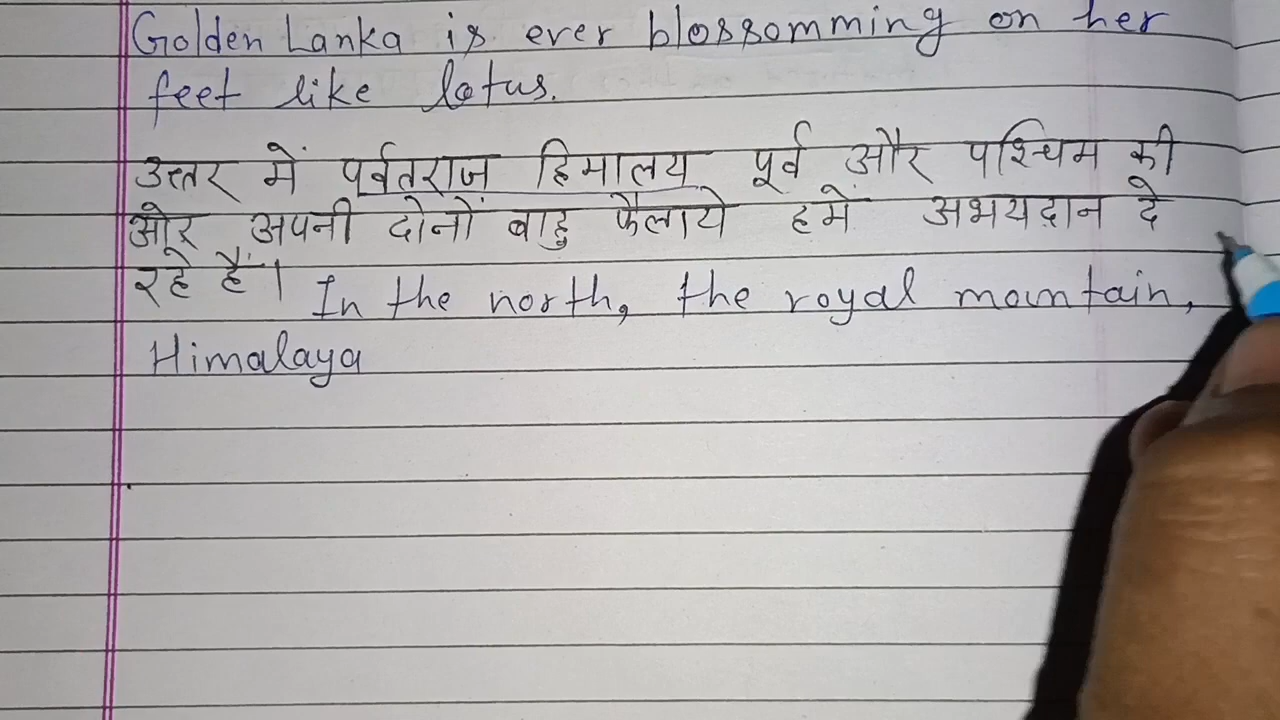 Golden Lanka is ever blossomming on her
feet like lotus.
उत्तर में पर्वतराज हिमालय पूर्व और पश्चिम की
ओर अपनी दोनों बाहु फैलाये हमें अभयदान दे
रहे हैं। In the north, the royal mountain,
Himalaya